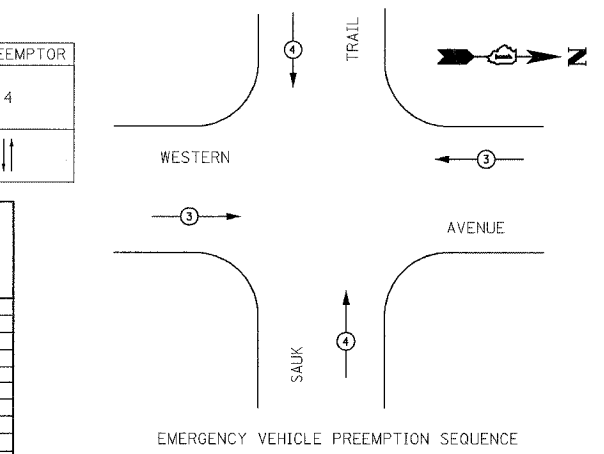 EEMPTOR
4
4
TRAIL
N
WESTERN
3
3
AVENUE
4
SAUK
EMERGENCY VEHICLE PREEMPTION SEQUENCE